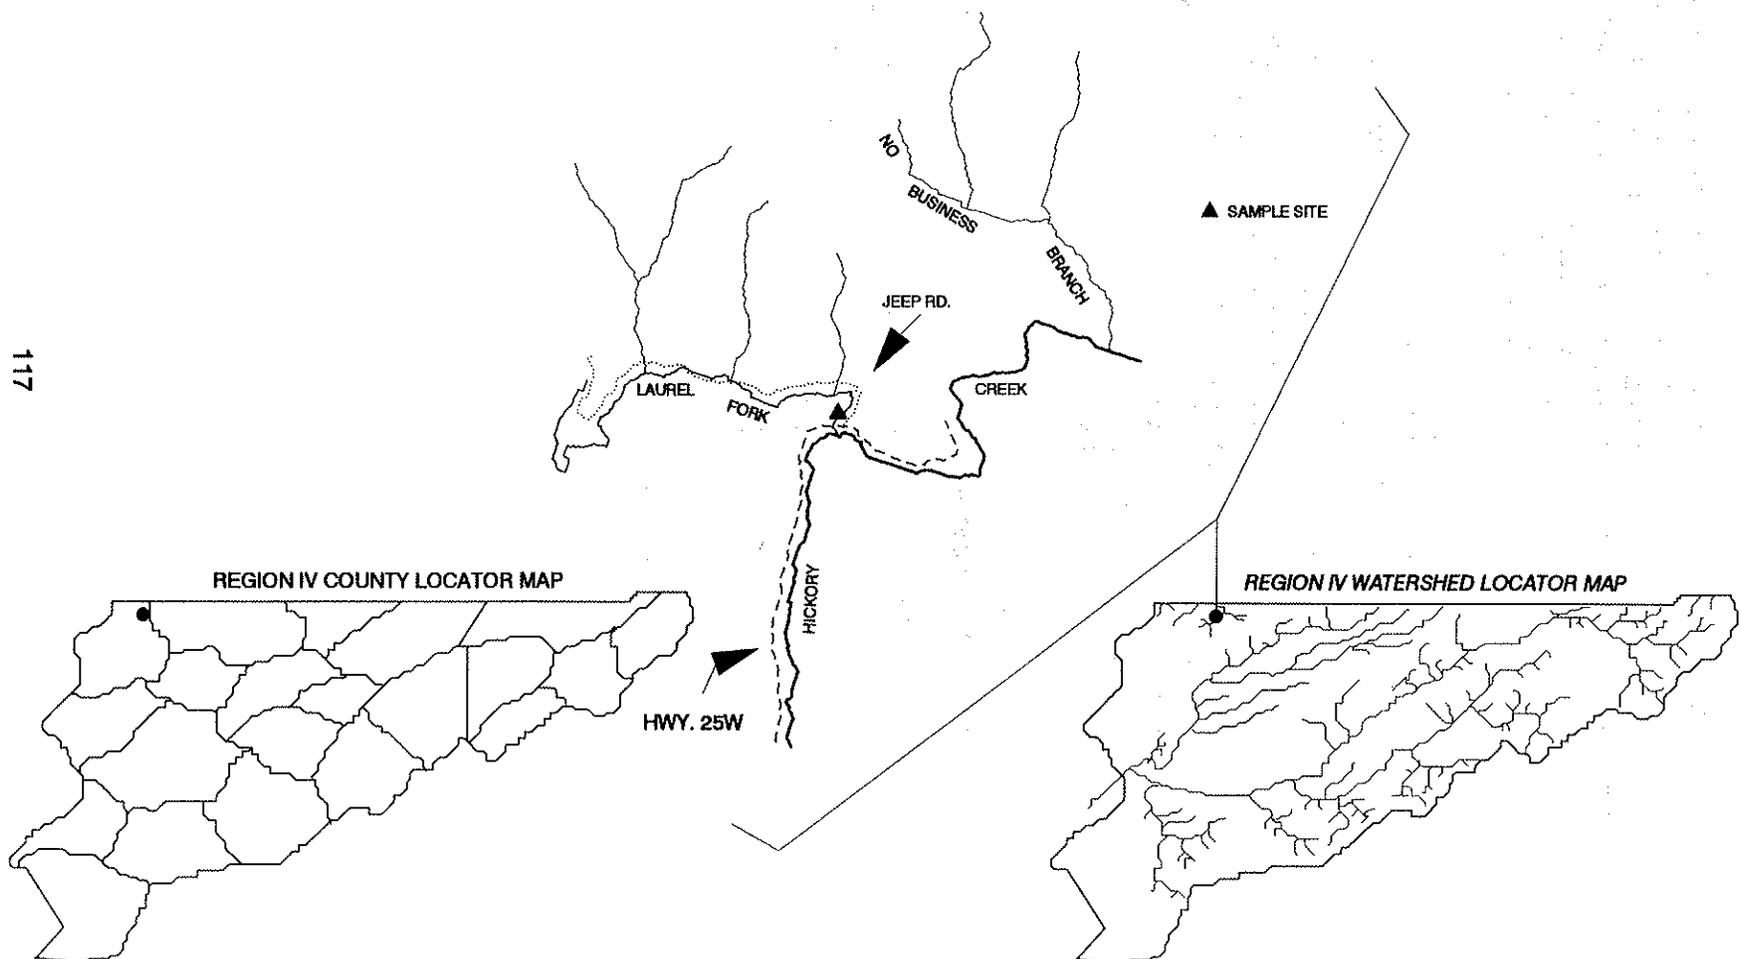 NO
BUSINESS
BRANCH
▲ SAMPLE SITE
JEEP RD.
LAUREL
FORK
CREEK
117
HICKORY
HWY. 25W
REGION IV COUNTY LOCATOR MAP
REGION IV WATERSHED LOCATOR MAP